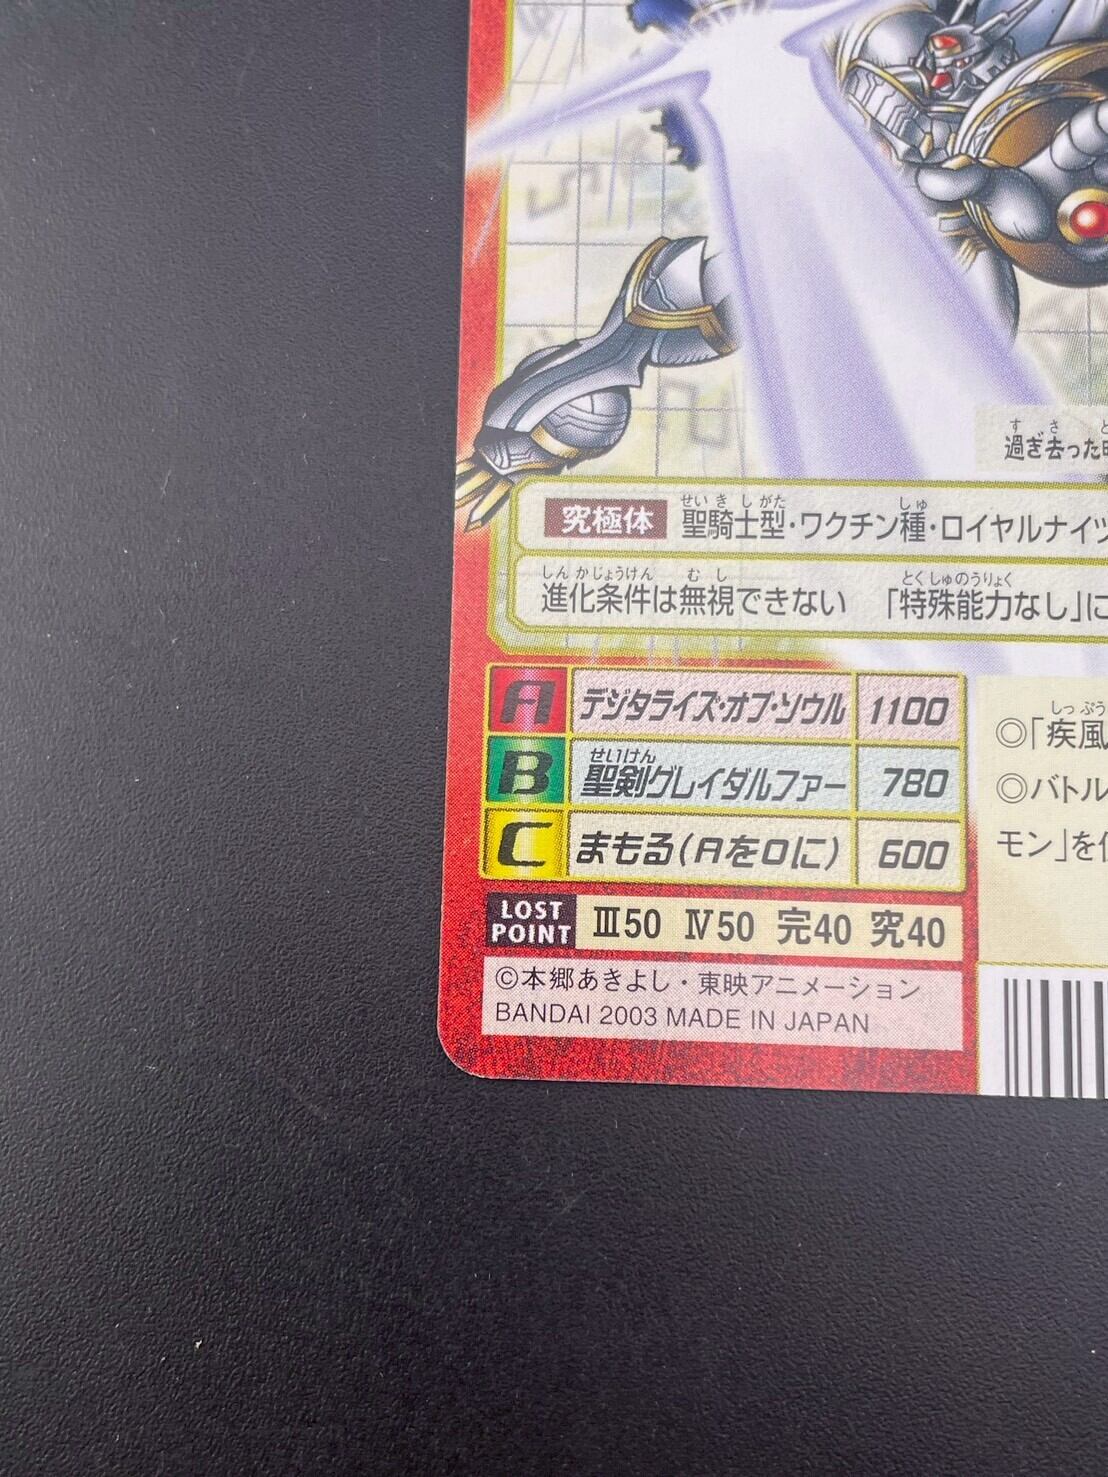 過ぎ去った
究極体 聖騎士型・ワクチン種・ロイヤルナイツ
進化条件は無視できない 「特殊能力なし」に
A デジタライズ・オブ・ソウル 1100
B 聖剣グレイダルファー 780
C まもる(Aを0に) 600
LOST POINT Ⅲ50 Ⅳ50 完40 究40
©本郷あきよし・東映アニメーション
BANDAI 2003 MADE IN JAPAN
◎「疾風
◎バトル
モン」を